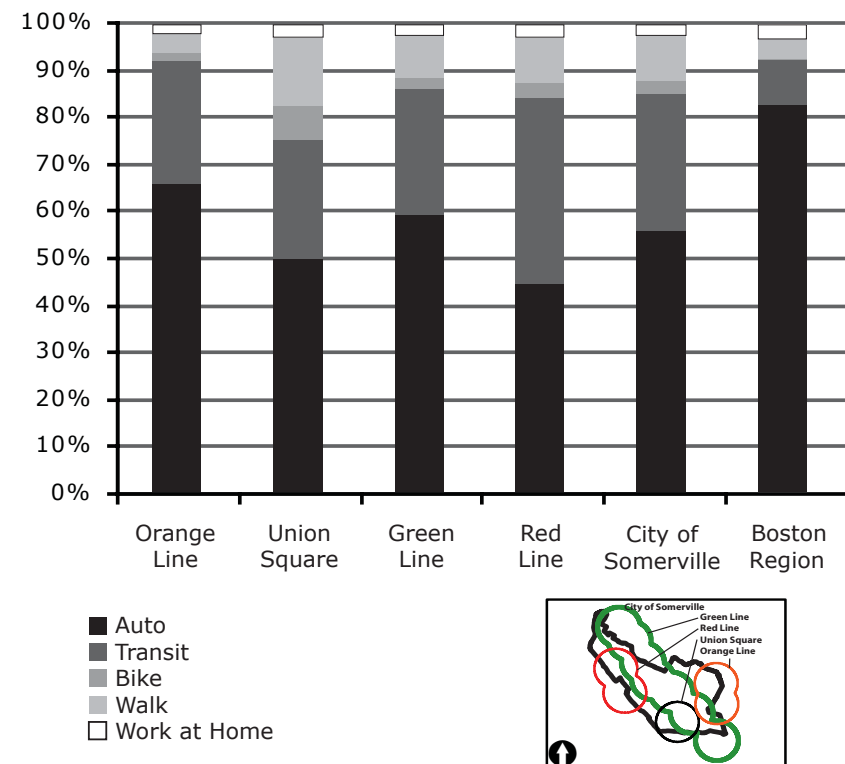 100%
90%
80%
70%
60%
50%
40%
30%
20%
10%
0%
Orange
Line
Union
Square
Green
Line
Red
Line
City of
Somerville
Boston
Region
Auto
Transit
Bike
Walk
Work at Home
City of Somerville
Green Line
Red Line
Union Square
Orange Line